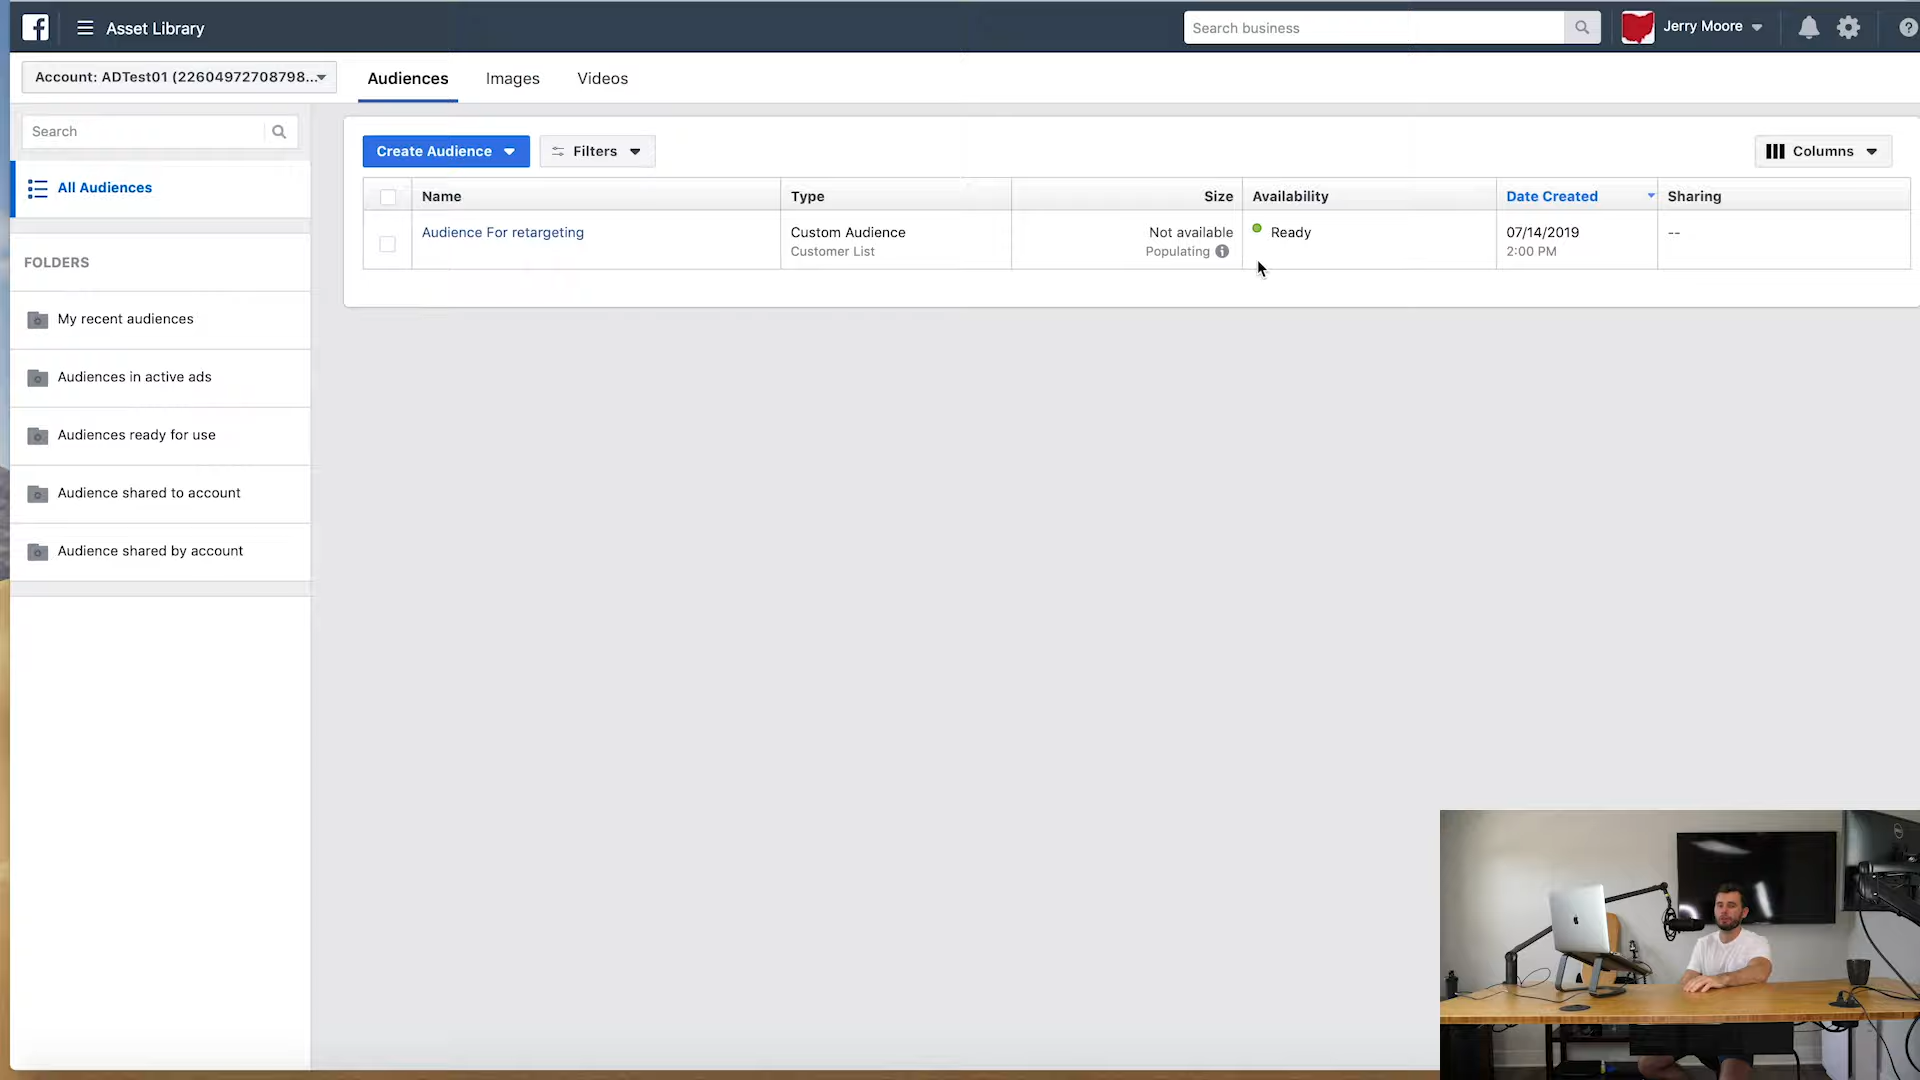 Asset Library
Search business
Jerry Moore
Account: ADTest01 (22604972708798...
Audiences
Images
Videos
Search
All Audiences
FOLDERS
My recent audiences
Audiences in active ads
Audiences ready for use
Audience shared to account
Audience shared by account
Create Audience
Filters
Columns
Name
Type
Size
Availability
Date Created
Sharing
Audience For retargeting
Custom Audience
Customer List
Not available
Populating
Ready
07/14/2019
2:00 PM
--